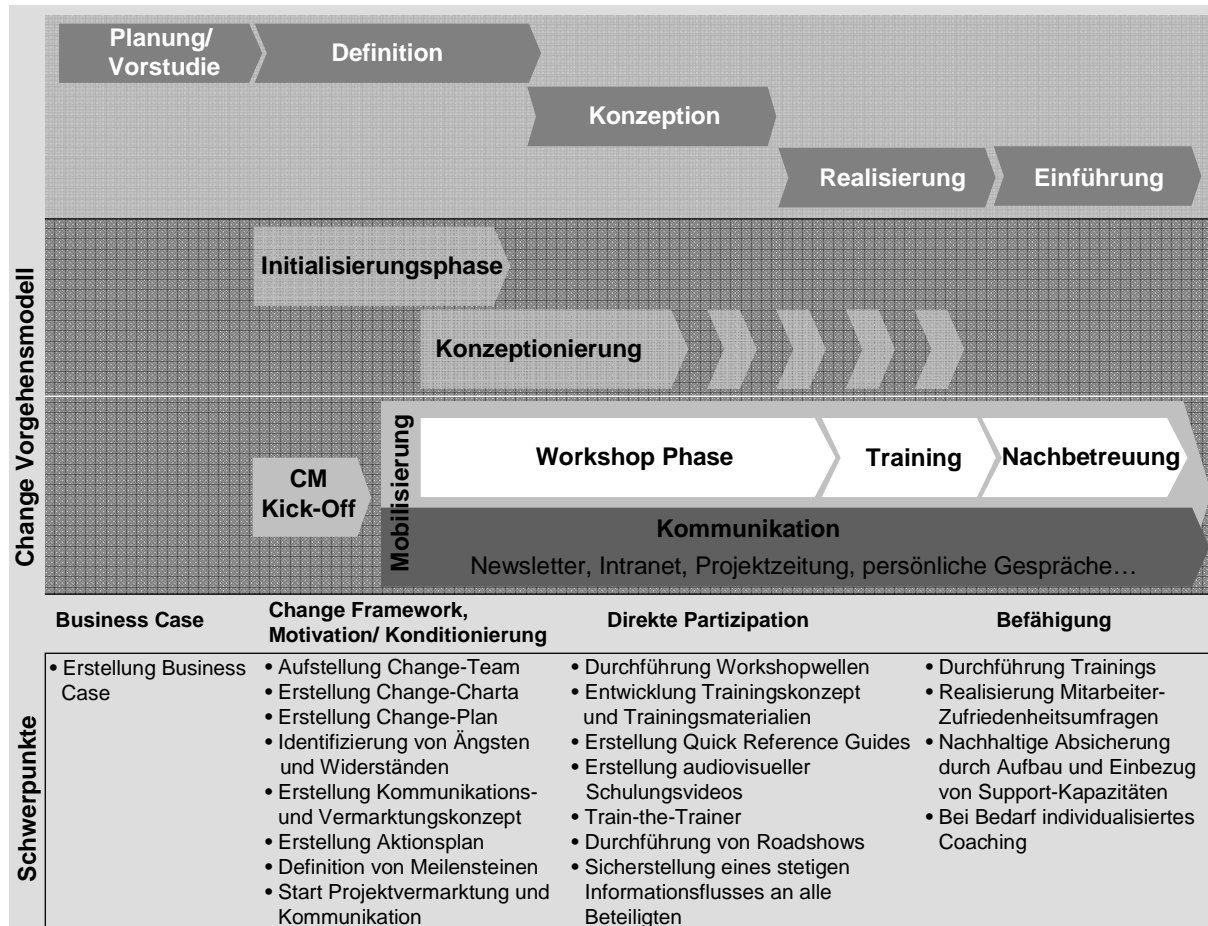 Planung/
Vorstudie
Definition
Konzeption
Realisierung
Einführung
Change Vorgehensmodell
Initialisierungsphase
Konzeptionierung
CM
Kick-Off
Mobilisierung
Workshop Phase
Training
Nachbetreuung
Kommunikation
Newsletter, Intranet, Projektzeitung, persönliche Gespräche…
Schwerpunkte
Business Case
• Erstellung Business
Case
Change Framework,
Motivation/ Konditionierung
• Aufstellung Change-Team
• Erstellung Change-Charta
• Erstellung Change-Plan
• Identifizierung von Ängsten
und Widerständen
• Erstellung Kommunikations-
und Vermarktungskonzept
• Erstellung Aktionsplan
• Definition von Meilensteinen
• Start Projektvermarktung und
Kommunikation
Direkte Partizipation
• Durchführung Workshopwellen
• Entwicklung Trainingskonzept
und Trainingsmaterialien
• Erstellung Quick Reference Guides
• Erstellung audiovisueller
Schulungsvideos
• Train-the-Trainer
• Durchführung von Roadshows
• Sicherstellung eines stetigen
Informationsflusses an alle
Beteiligten
Befähigung
• Durchführung Trainings
• Realisierung Mitarbeiter-
Zufriedenheitsumfragen
• Nachhaltige Absicherung
durch Aufbau und Einbezug
von Support-Kapazitäten
• Bei Bedarf individualisiertes
Coaching